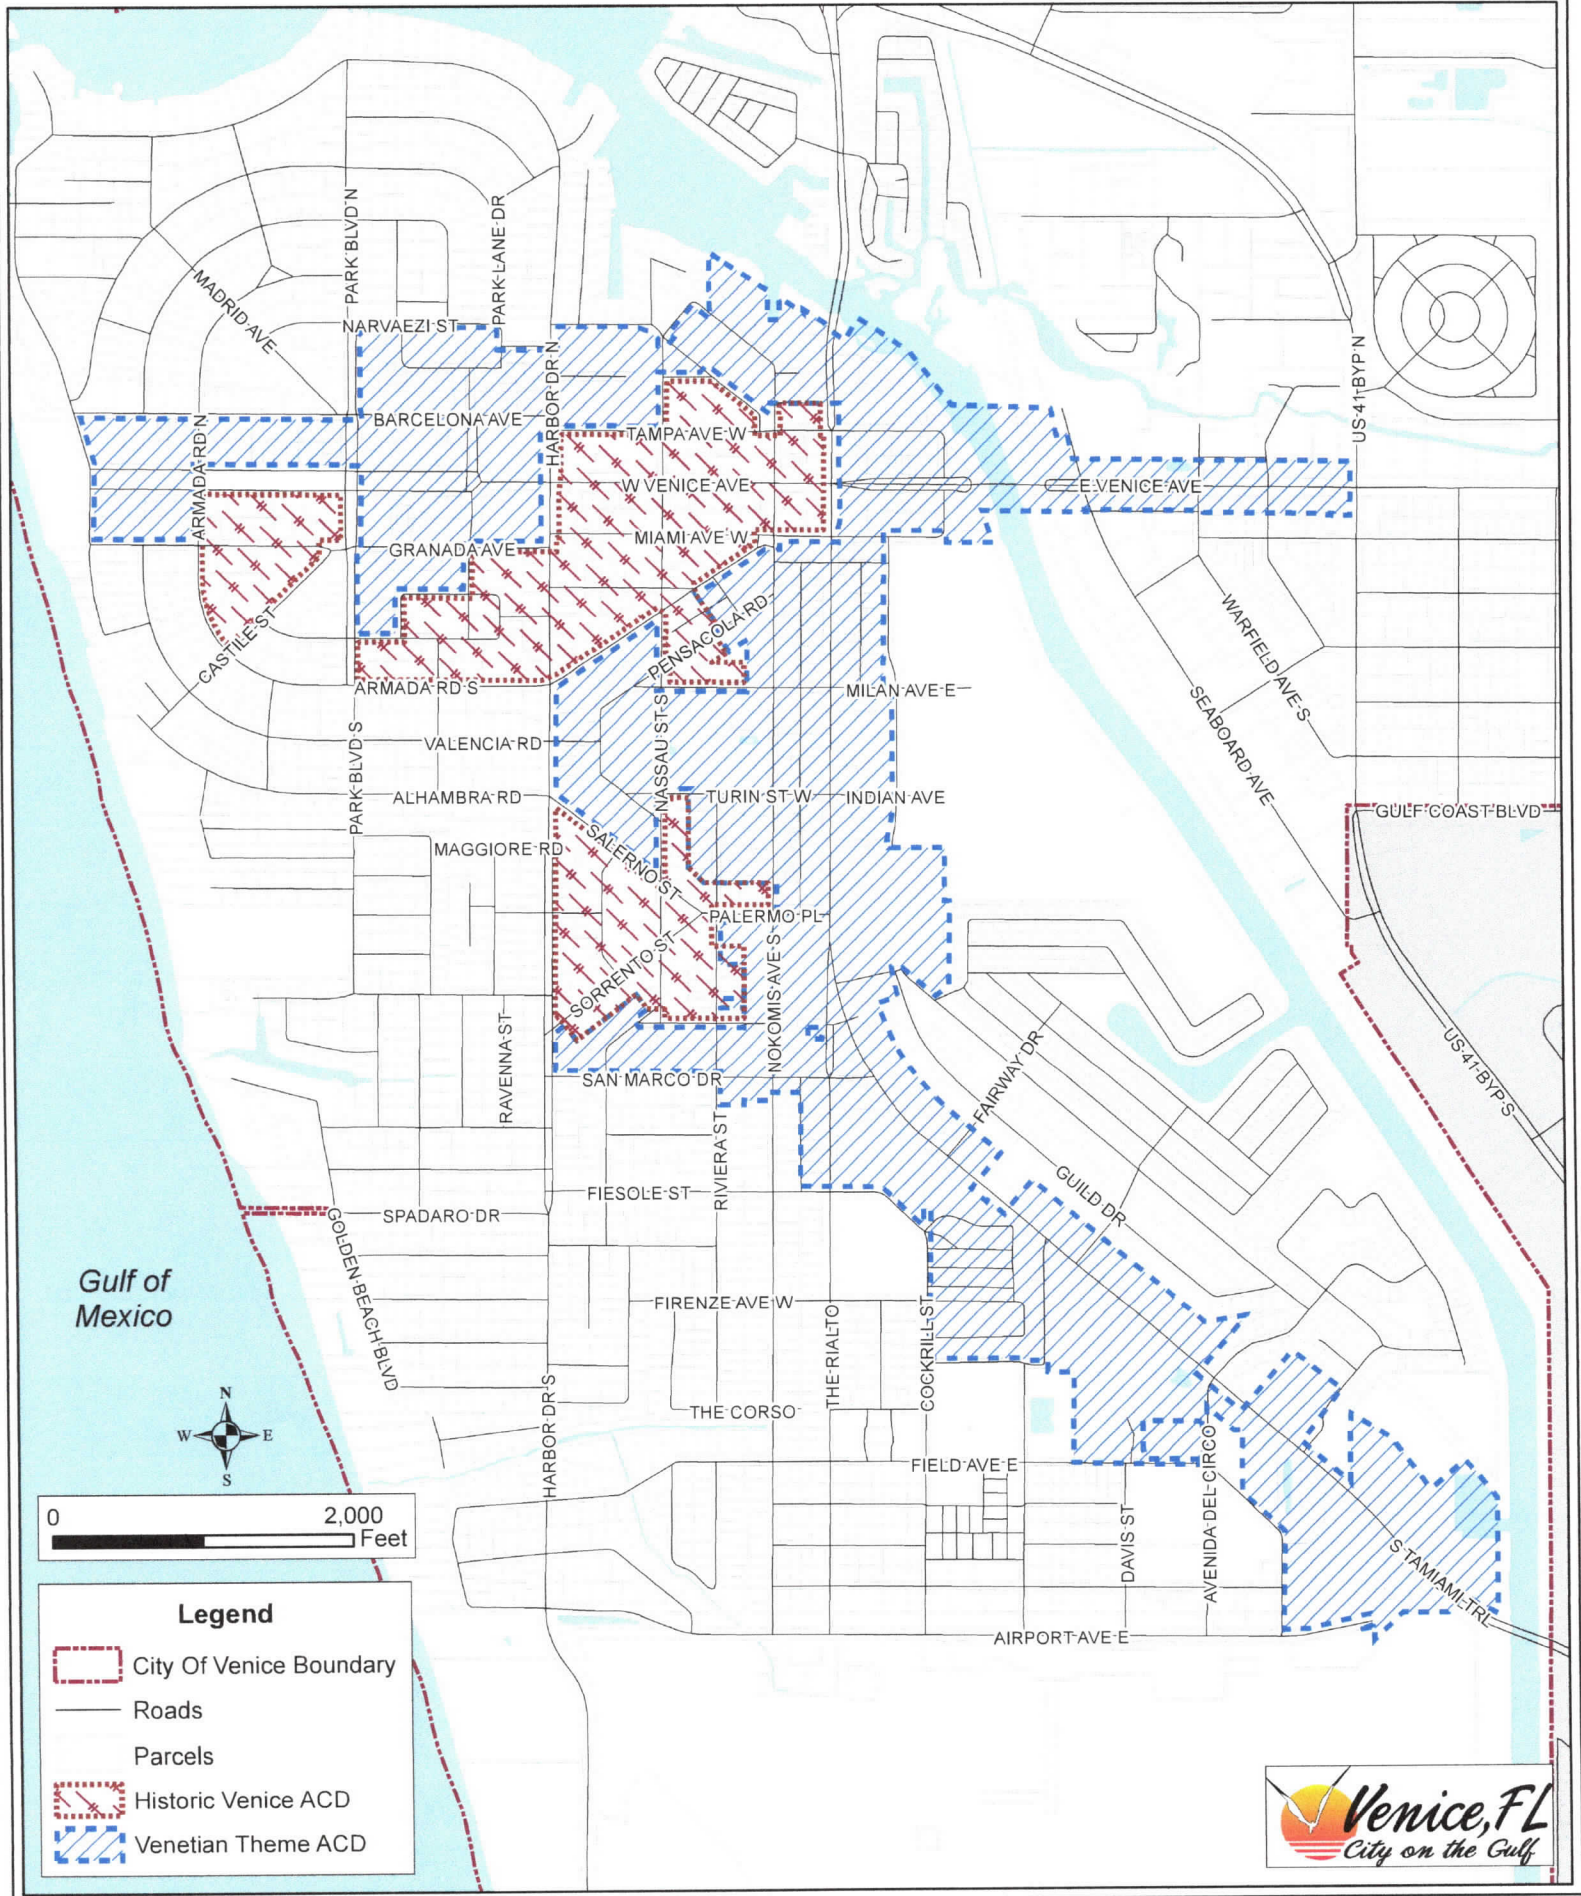 PARK BLVD N
PARK LANE DR
MADRID AVE
NARVAEZI ST
HARBOR DR N
US-41 BYP N
ARMADA RD N
BARCELONA AVE
TAMPA AVE W
W VENICE AVE
E VENICE AVE
MIAMI AVE W
GRANADA AVE
PENSACOLA RD
WARFIELD AVE S
CASTILE ST
ARMADA RD S
MILAN AVE E
SEABOARD AVE
VALENCIA RD
NASSAU ST S
PARK BLVD S
ALHAMBRA RD
TURIN ST W
INDIAN AVE
GULF COAST BLVD
MAGGIORE RD
SALERNO ST
PALERMO PL
SORRENTO ST
NOKOMIS AVE S
RAVENNA ST
FAIRWAY DR
US-41 BYP S
SAN MARCO DR
RIVIERA ST
FIESOLE ST
GUILD DR
SPADARO DR
GOLDEN BEACH BLVD
Gulf of
Mexico
FIRENZE AVE W
THE RIALTO
COCKRILL ST
HARBOR DR S
THE CORSO
AVENIDA DEL CIRCO
FIELD AVE E
DAVIS ST
S TAMIAMI TRL
AIRPORT AVE E
N
W E
S
0 2,000
Feet
Legend
City Of Venice Boundary
Roads
Parcels
Historic Venice ACD
Venetian Theme ACD
Venice, FL
City on the Gulf